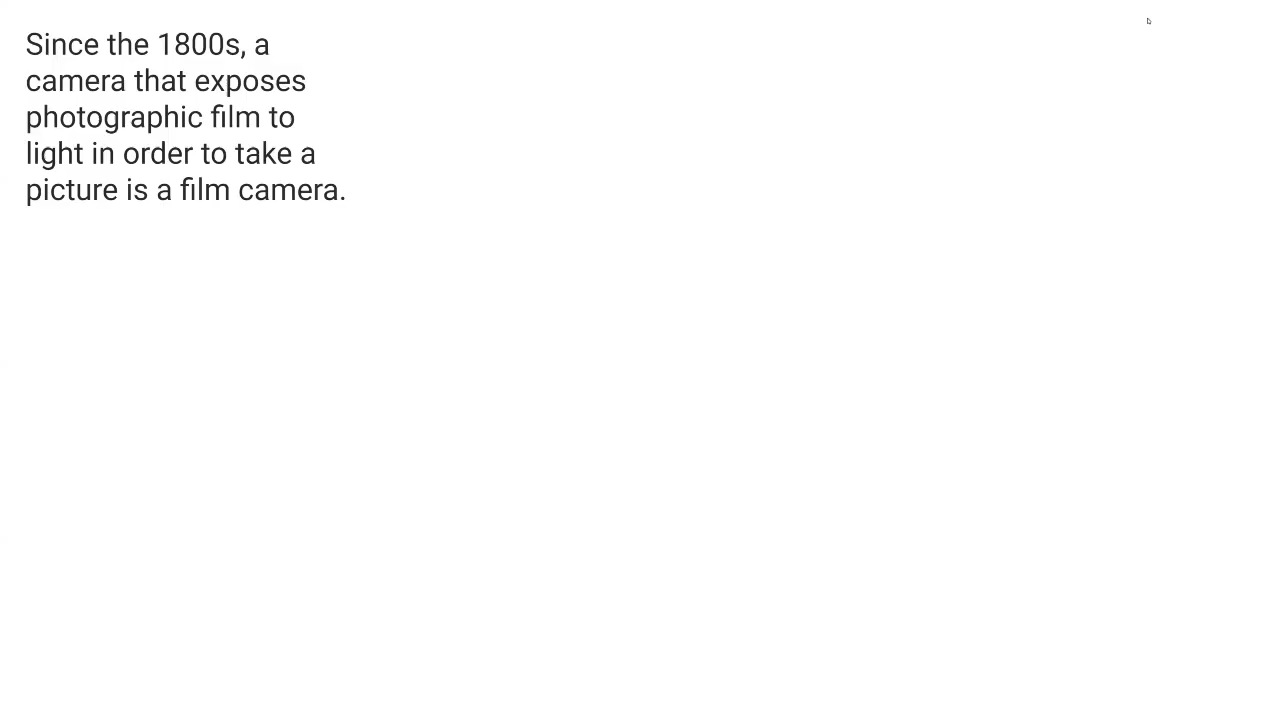 Since the 1800s, a
camera that exposes
photographic film to
light in order to take a
picture is a film camera.